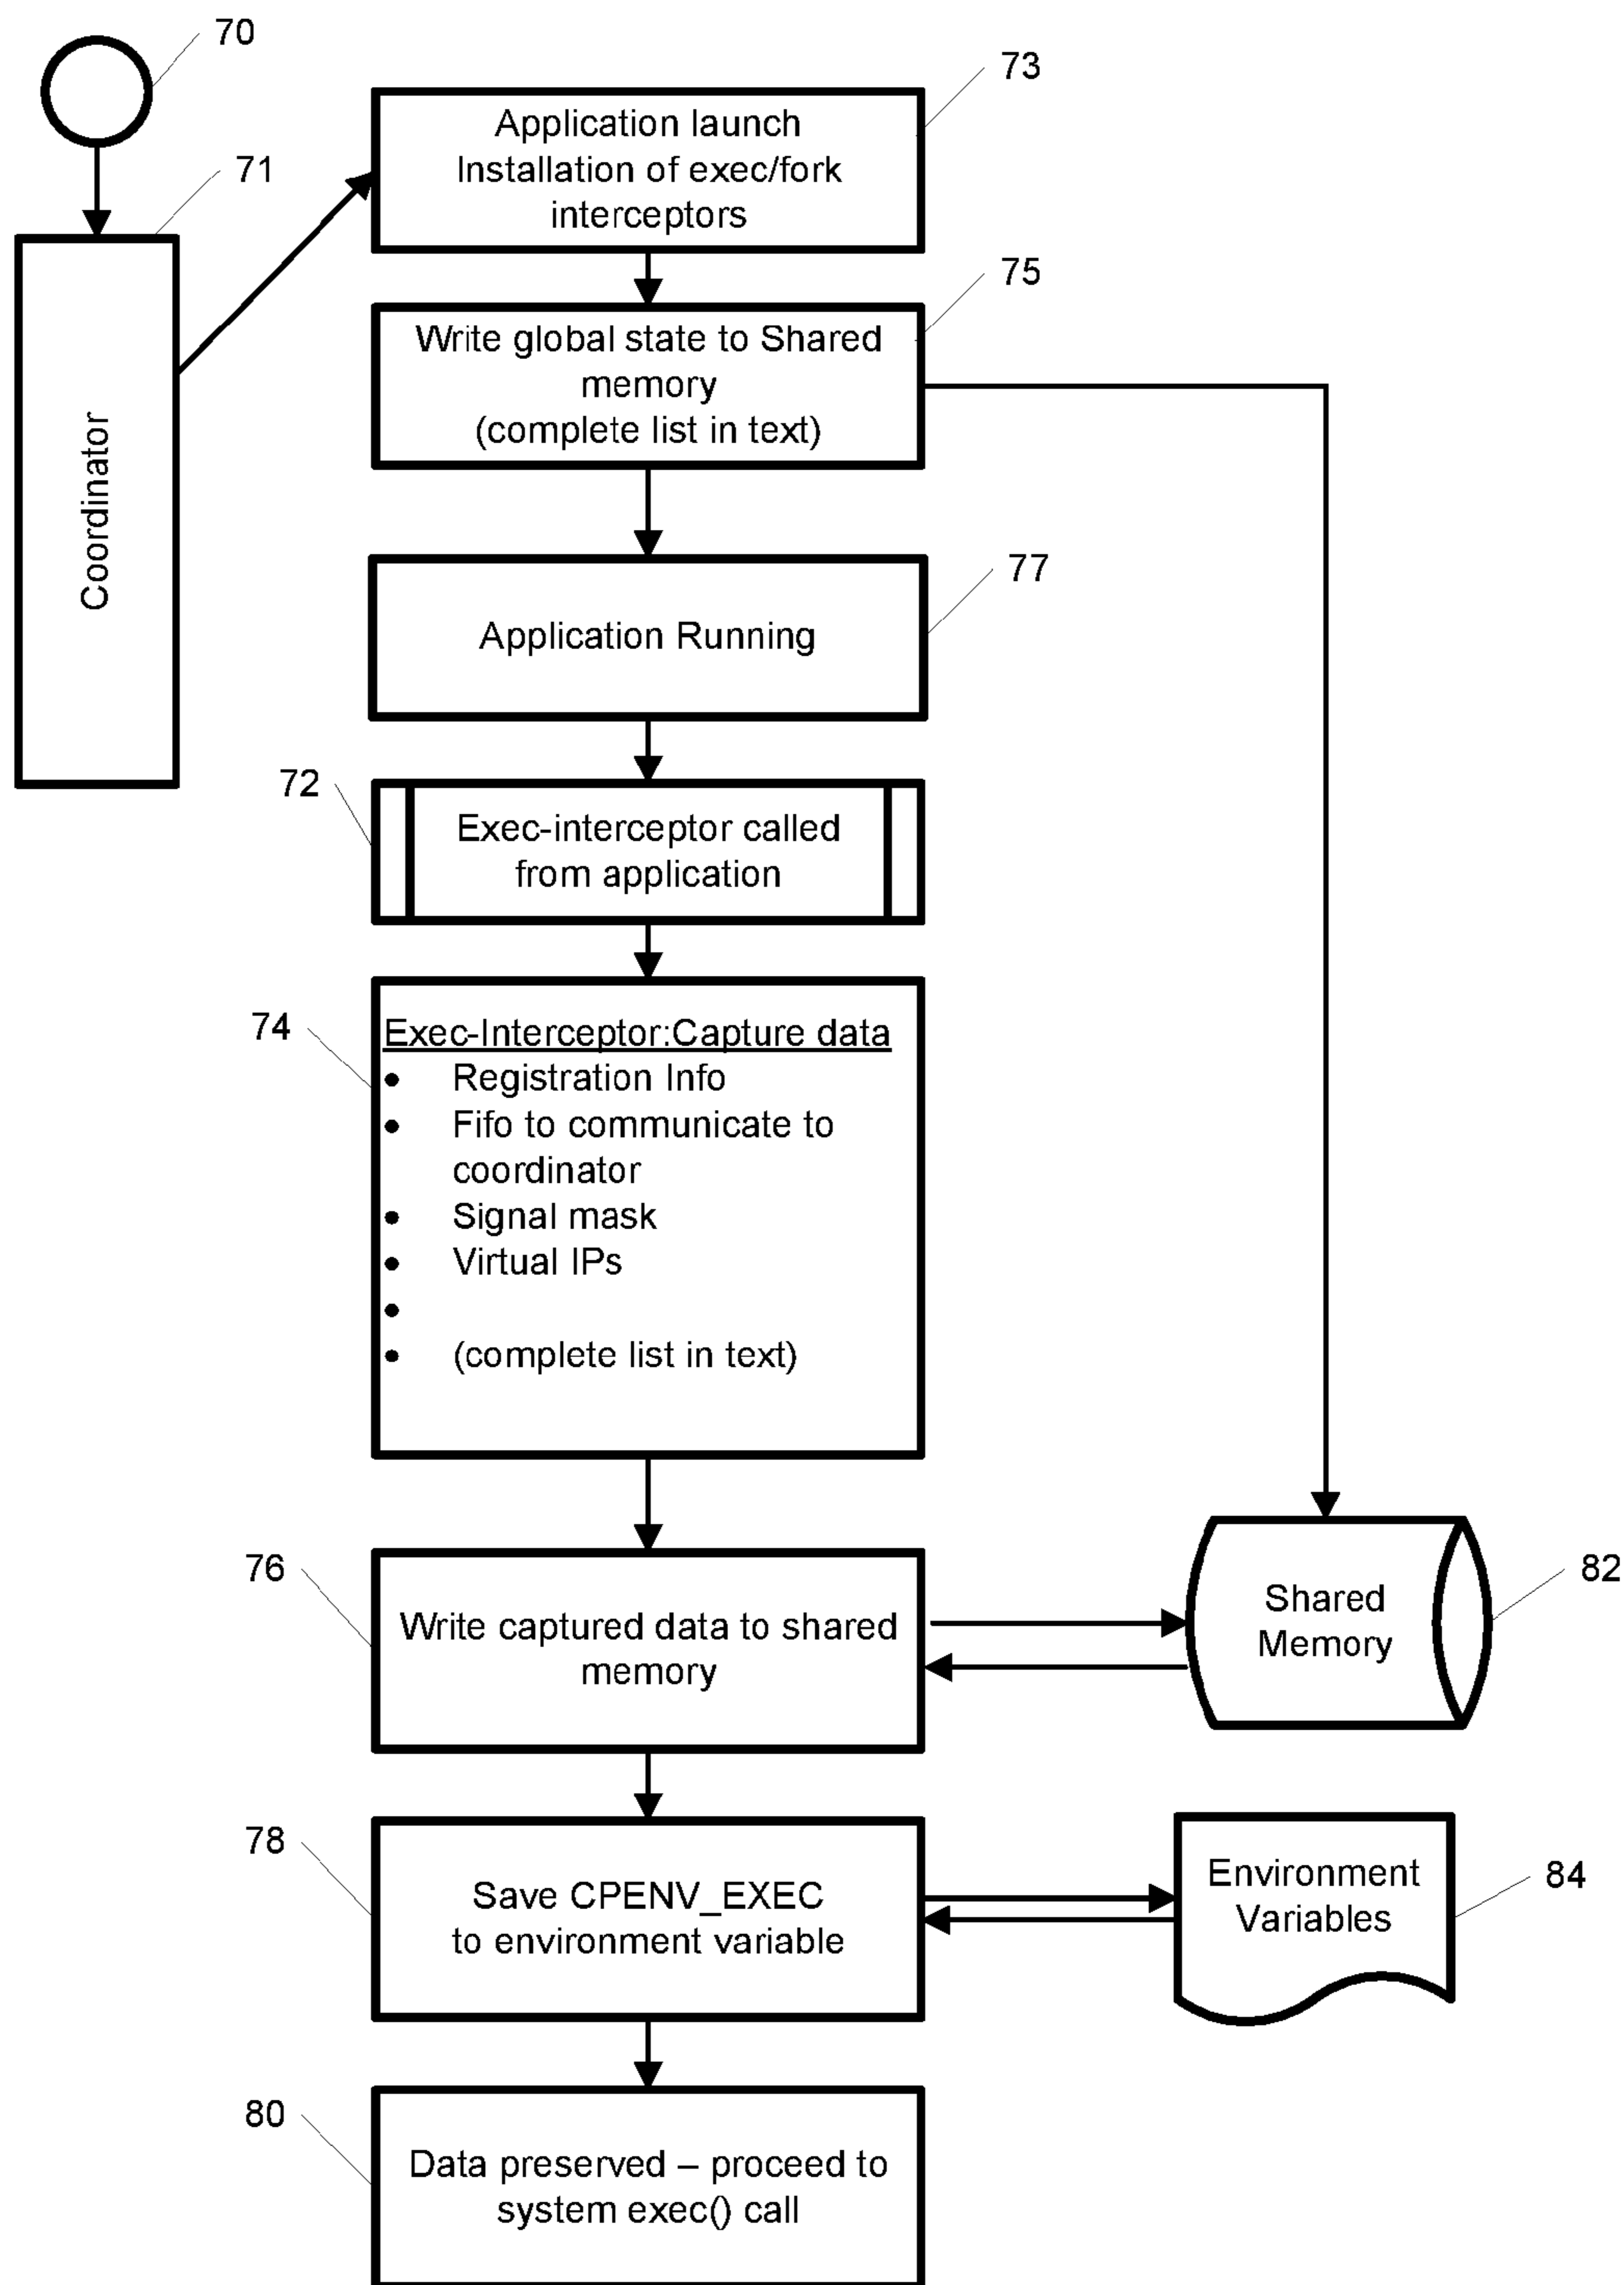 70
71
Coordinator
73
Application launch
Installation of exec/fork
interceptors
75
Write global state to Shared
memory
(complete list in text)
77
Application Running
72
Exec-interceptor called
from application
74
Exec-Interceptor:Capture data
• Registration Info
• Fifo to communicate to
coordinator
• Signal mask
• Virtual IPs
•
• (complete list in text)
76
Write captured data to shared
memory
Shared
Memory
82
78
Save CPENV_EXEC
to environment variable
Environment
Variables
84
80
Data preserved – proceed to
system exec() call